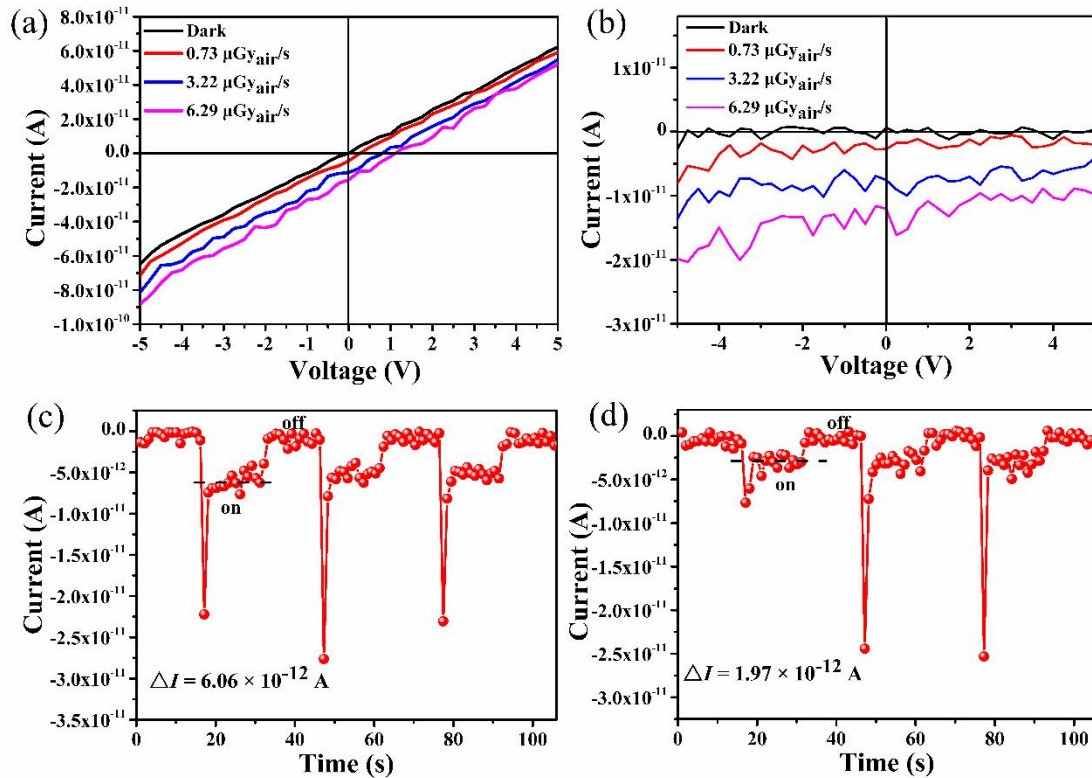 (a)
8.0x10⁻¹¹
6.0x10⁻¹¹
4.0x10⁻¹¹
2.0x10⁻¹¹
0.0
-2.0x10⁻¹¹
-4.0x10⁻¹¹
-6.0x10⁻¹¹
-8.0x10⁻¹¹
-1.0x10⁻¹⁰
Current (A)
Dark
0.73 μGyair/s
3.22 μGyair/s
6.29 μGyair/s
-5 -4 -3 -2 -1 0 1 2 3 4 5
Voltage (V)
(b)
1x10⁻¹¹
0
-1x10⁻¹¹
-2x10⁻¹¹
-3x10⁻¹¹
Current (A)
Dark
0.73 μGyair/s
3.22 μGyair/s
6.29 μGyair/s
-4 -2 0 2 4
Voltage (V)
(c)
0.0
-5.0x10⁻¹²
-1.0x10⁻¹¹
-1.5x10⁻¹¹
-2.0x10⁻¹¹
-2.5x10⁻¹¹
-3.0x10⁻¹¹
-3.5x10⁻¹¹
Current (A)
off
on
△I = 6.06 × 10⁻¹² A
0 20 40 60 80 100
Time (s)
(d)
0.0
-5.0x10⁻¹²
-1.0x10⁻¹¹
-1.5x10⁻¹¹
-2.0x10⁻¹¹
-2.5x10⁻¹¹
-3.0x10⁻¹¹
Current (A)
off
on
△I = 1.97 × 10⁻¹² A
0 20 40 60 80 100
Time (s)